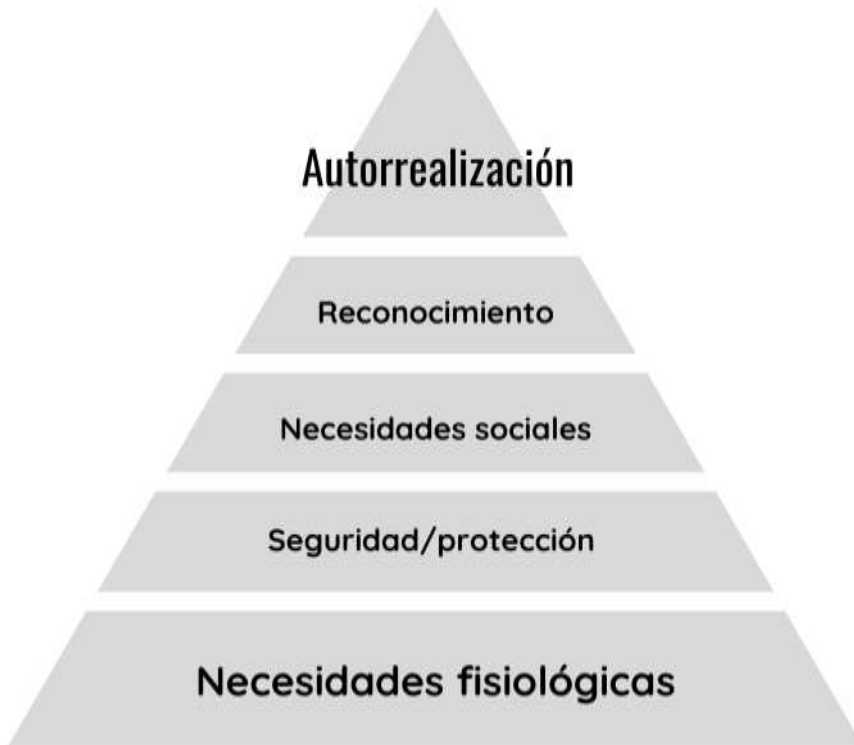 Autorrealización
Reconocimiento
Necesidades sociales
Seguridad/protección
Necesidades fisiológicas